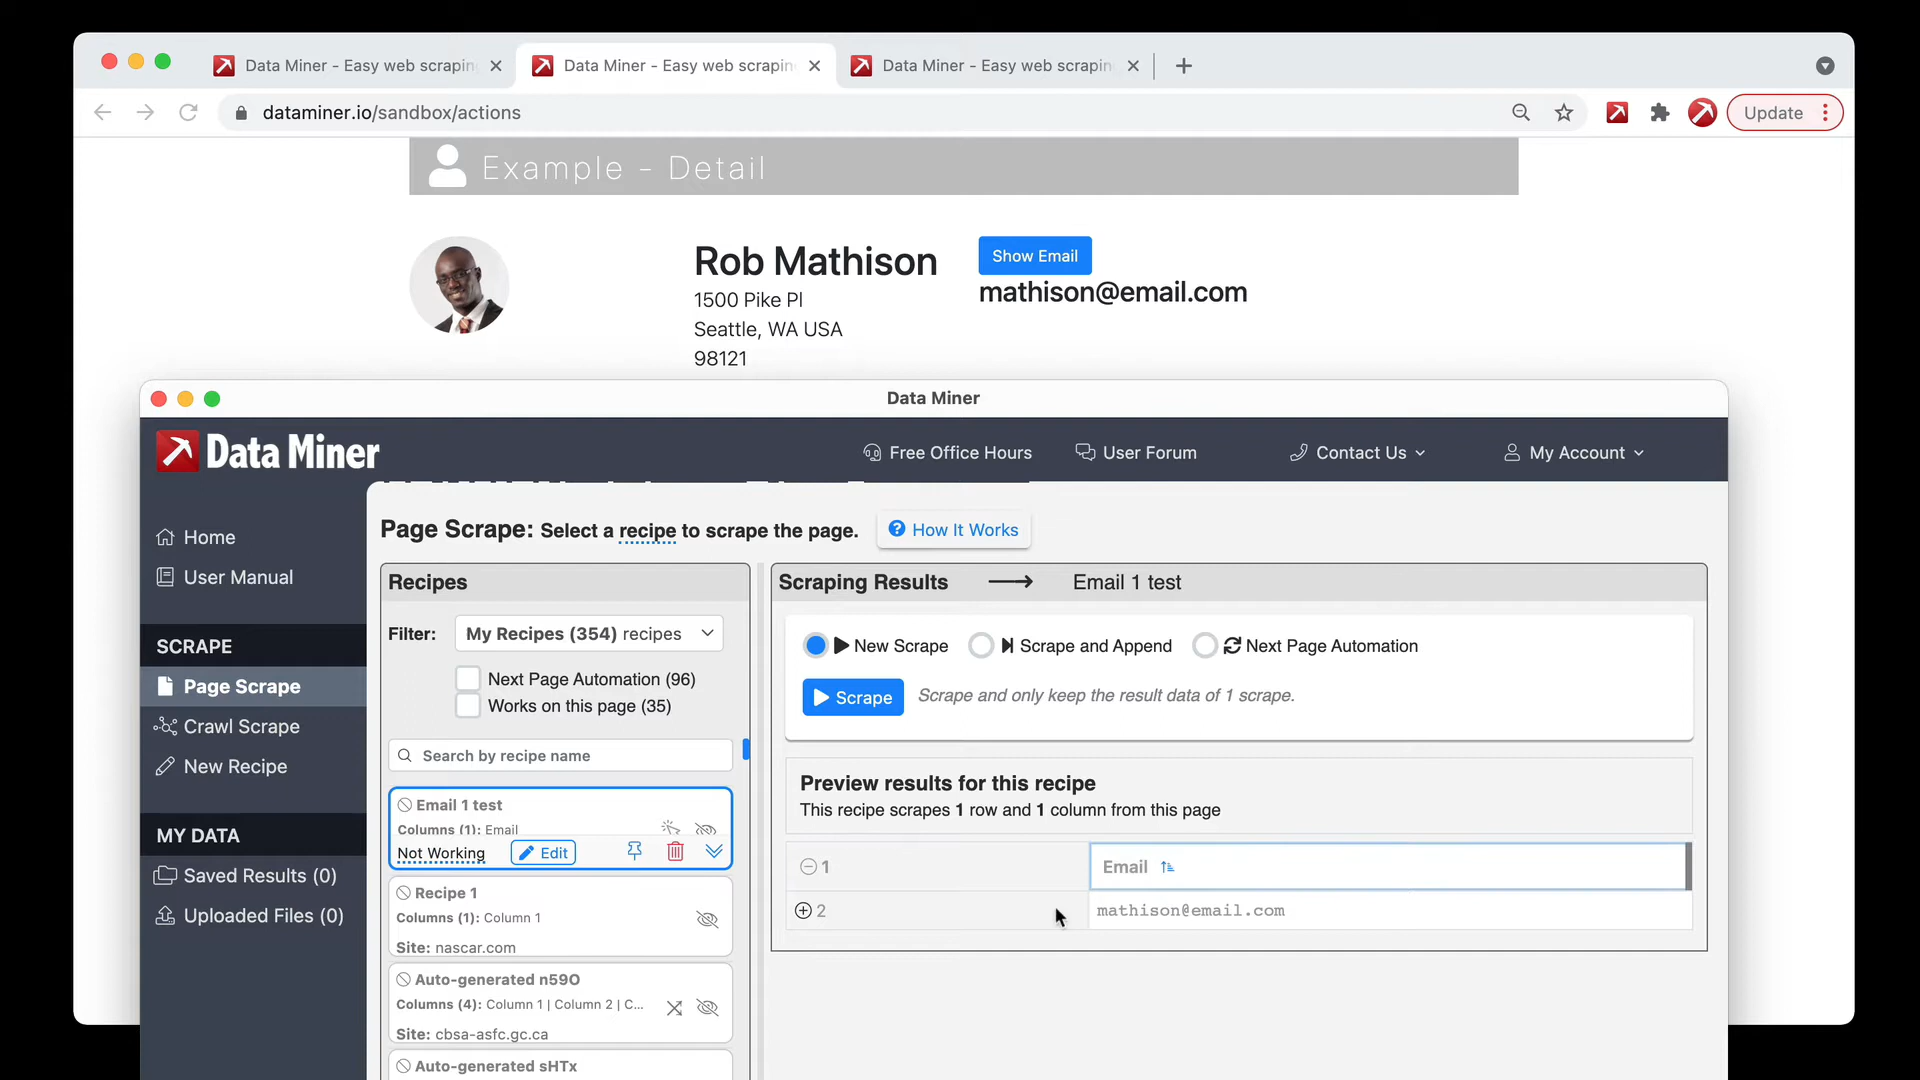 Data Miner - Easy web scrapin
Data Miner - Easy web scrapin
Data Miner - Easy web scrapin
dataminer.io/sandbox/actions
Update
Example - Detail
Rob Mathison
1500 Pike Pl
Seattle, WA USA
98121
Show Email
mathison@email.com
Data Miner
Data Miner
Free Office Hours
User Forum
Contact Us
My Account
Home
User Manual
SCRAPE
Page Scrape
Crawl Scrape
New Recipe
MY DATA
Saved Results (0)
Uploaded Files (0)
Page Scrape: Select a recipe to scrape the page.
How It Works
Recipes
Filter:
My Recipes (354) recipes
Next Page Automation (96)
Works on this page (35)
Search by recipe name
Email 1 test
Columns (1): Email
Not Working
Edit
Recipe 1
Columns (1): Column 1
Site: nascar.com
Auto-generated n59O
Columns (4): Column 1 | Column 2 | C...
Site: cbsa-asfc.gc.ca
Auto-generated sHTx
Scraping Results
Email 1 test
New Scrape
Scrape and Append
Next Page Automation
Scrape
Scrape and only keep the result data of 1 scrape.
Preview results for this recipe
This recipe scrapes 1 row and 1 column from this page
1
Email
2
mathison@email.com